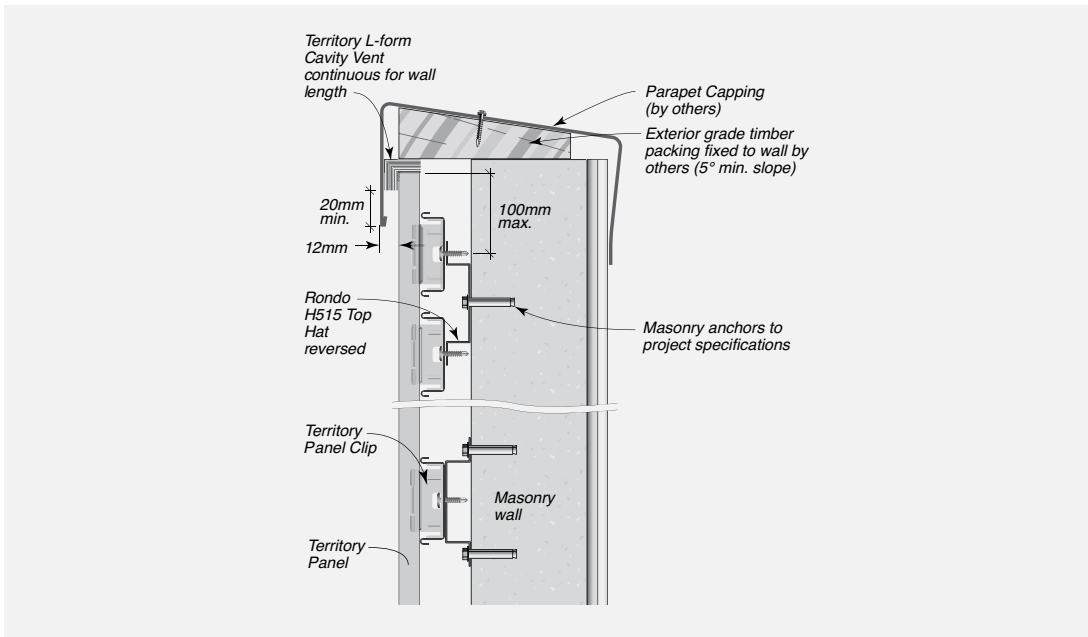 Territory L-form
Cavity Vent
continuous for wall
length
Parapet Capping
(by others)
Exterior grade timber
packing fixed to wall by
others (5° min. slope)
20mm
min.
100mm
max.
12mm
Rondo
H515 Top
Hat
reversed
Masonry anchors to
project specifications
Territory
Panel Clip
Masonry
wall
Territory
Panel